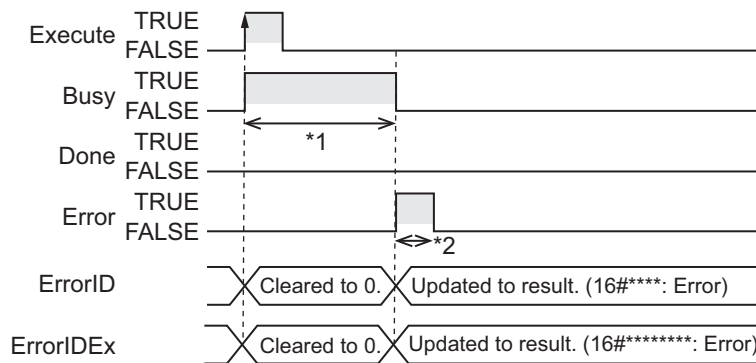 Execute TRUE
FALSE
Busy TRUE
FALSE
*1
Done TRUE
FALSE
Error TRUE
FALSE
*2
ErrorID Cleared to 0. Updated to result. (16#****: Error)
ErrorIDEx Cleared to 0. Updated to result. (16#********: Error)